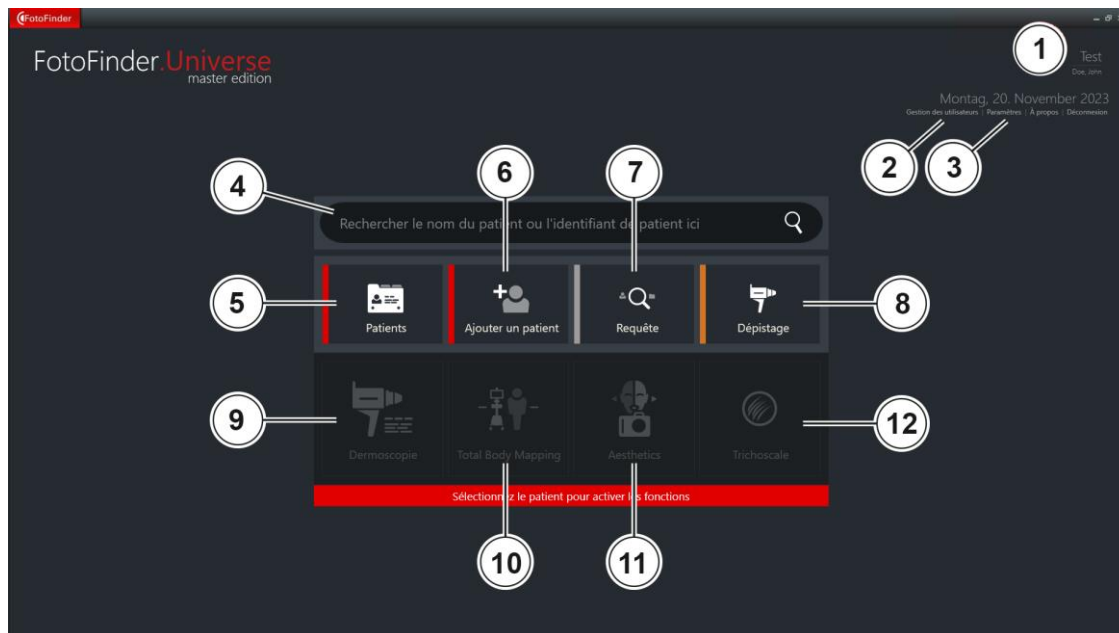 FotoFinder
FotoFinder.Universe
master edition
1
Test
Doe, John
Montag, 20. November 2023
Gestion des utilisateurs | Paramètres | À propos | Déconnexion
2
3
4
6
7
Rechercher le nom du patient ou l'identifiant de patient ici
5
Patients
Ajouter un patient
Requête
Dépistage
8
9
Dermoscopie
Total Body Mapping
Aesthetics
Trichoscale
12
Sélectionnez le patient pour activer les fonctions
10
11